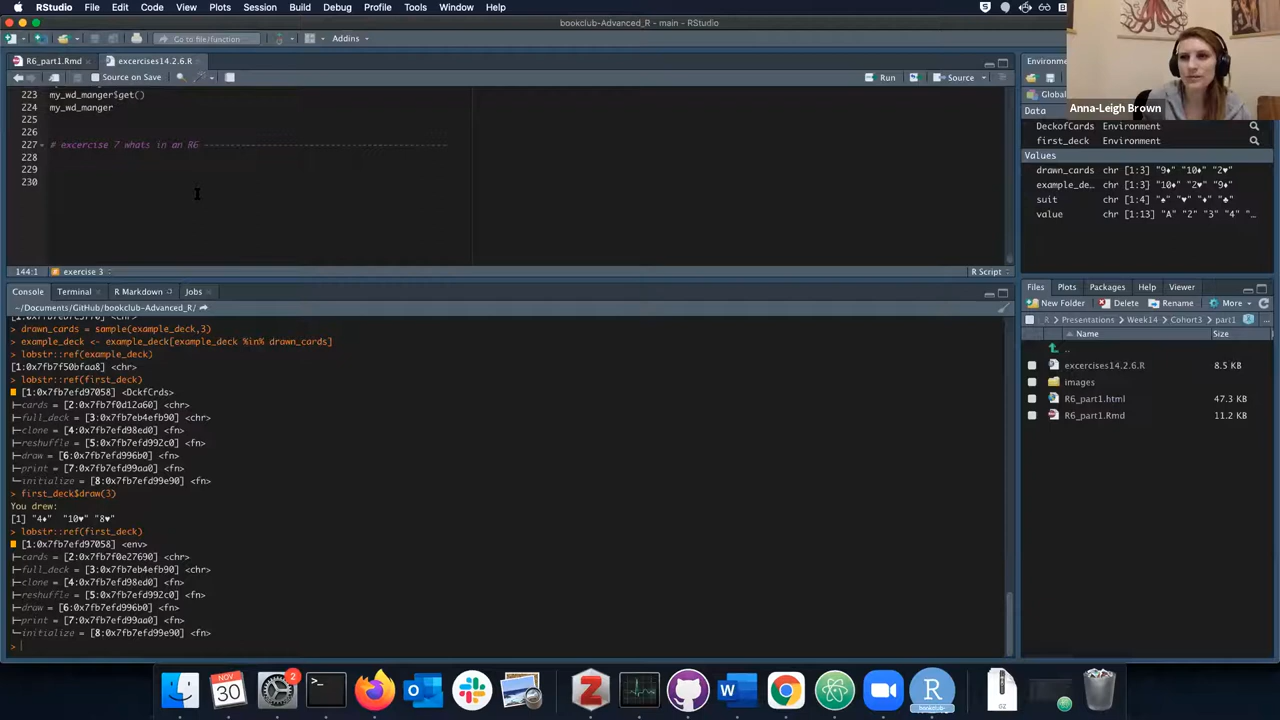 RStudio File Edit Code View Plots Session Build Debug Profile Tools Window Help
bookclub-Advanced_R - main - RStudio
Go to file/function Addins
R6_part1.Rmd excercises14.2.6.R
Source on Save Run Source
223 my_wd_manger$get()
224 my_wd_manger
225
226
227 # excercise 7 whats in an R6
228
229
230
144:1 exercise 3 R Script
Console Terminal R Markdown Jobs
~/Documents/GitHub/bookclub-Advanced_R/
> drawn_cards = sample(example_deck,3)
> example_deck <- example_deck[example_deck %in% drawn_cards]
> lobstr::ref(example_deck)
[1:0x7fb7f50bfaa8] <chr>
> lobstr::ref(first_deck)
[1:0x7fb7efd97058] <DckfCrds>
├─cards = [2:0x7fb7f0d12a60] <chr>
├─full_deck = [3:0x7fb7eb4efb90] <chr>
├─clone = [4:0x7fb7efd98ed0] <fn>
├─reshuffle = [5:0x7fb7efd992c0] <fn>
├─draw = [6:0x7fb7efd996b0] <fn>
├─print = [7:0x7fb7efd99aa0] <fn>
└─initialize = [8:0x7fb7efd99e90] <fn>
> first_deck$draw(3)
You drew:
[1] "4♦" "10♥" "8♥"
> lobstr::ref(first_deck)
[1:0x7fb7efd97058] <env>
├─cards = [2:0x7fb7f0e27690] <chr>
├─full_deck = [3:0x7fb7eb4efb90] <chr>
├─clone = [4:0x7fb7efd98ed0] <fn>
├─reshuffle = [5:0x7fb7efd992c0] <fn>
├─draw = [6:0x7fb7efd996b0] <fn>
├─print = [7:0x7fb7efd99aa0] <fn>
└─initialize = [8:0x7fb7efd99e90] <fn>
>
Anna-Leigh Brown
Environme
Global
Data
DeckofCards Environment
first_deck Environment
Values
drawn_cards chr [1:3] "9♦" "10♦" "2♥"
example_de… chr [1:3] "10♦" "2♥" "9♦"
suit chr [1:4] "♠" "♥" "♦" "♣"
value chr [1:13] "A" "2" "3" "4" "…
Files Plots Packages Help Viewer
New Folder Delete Rename More
R Presentations Week14 Cohort3 part1 ...
Name Size
..
excercises14.2.6.R 8.5 KB
images
R6_part1.html 47.3 KB
R6_part1.Rmd 11.2 KB
NOV
30
2
bookclub-